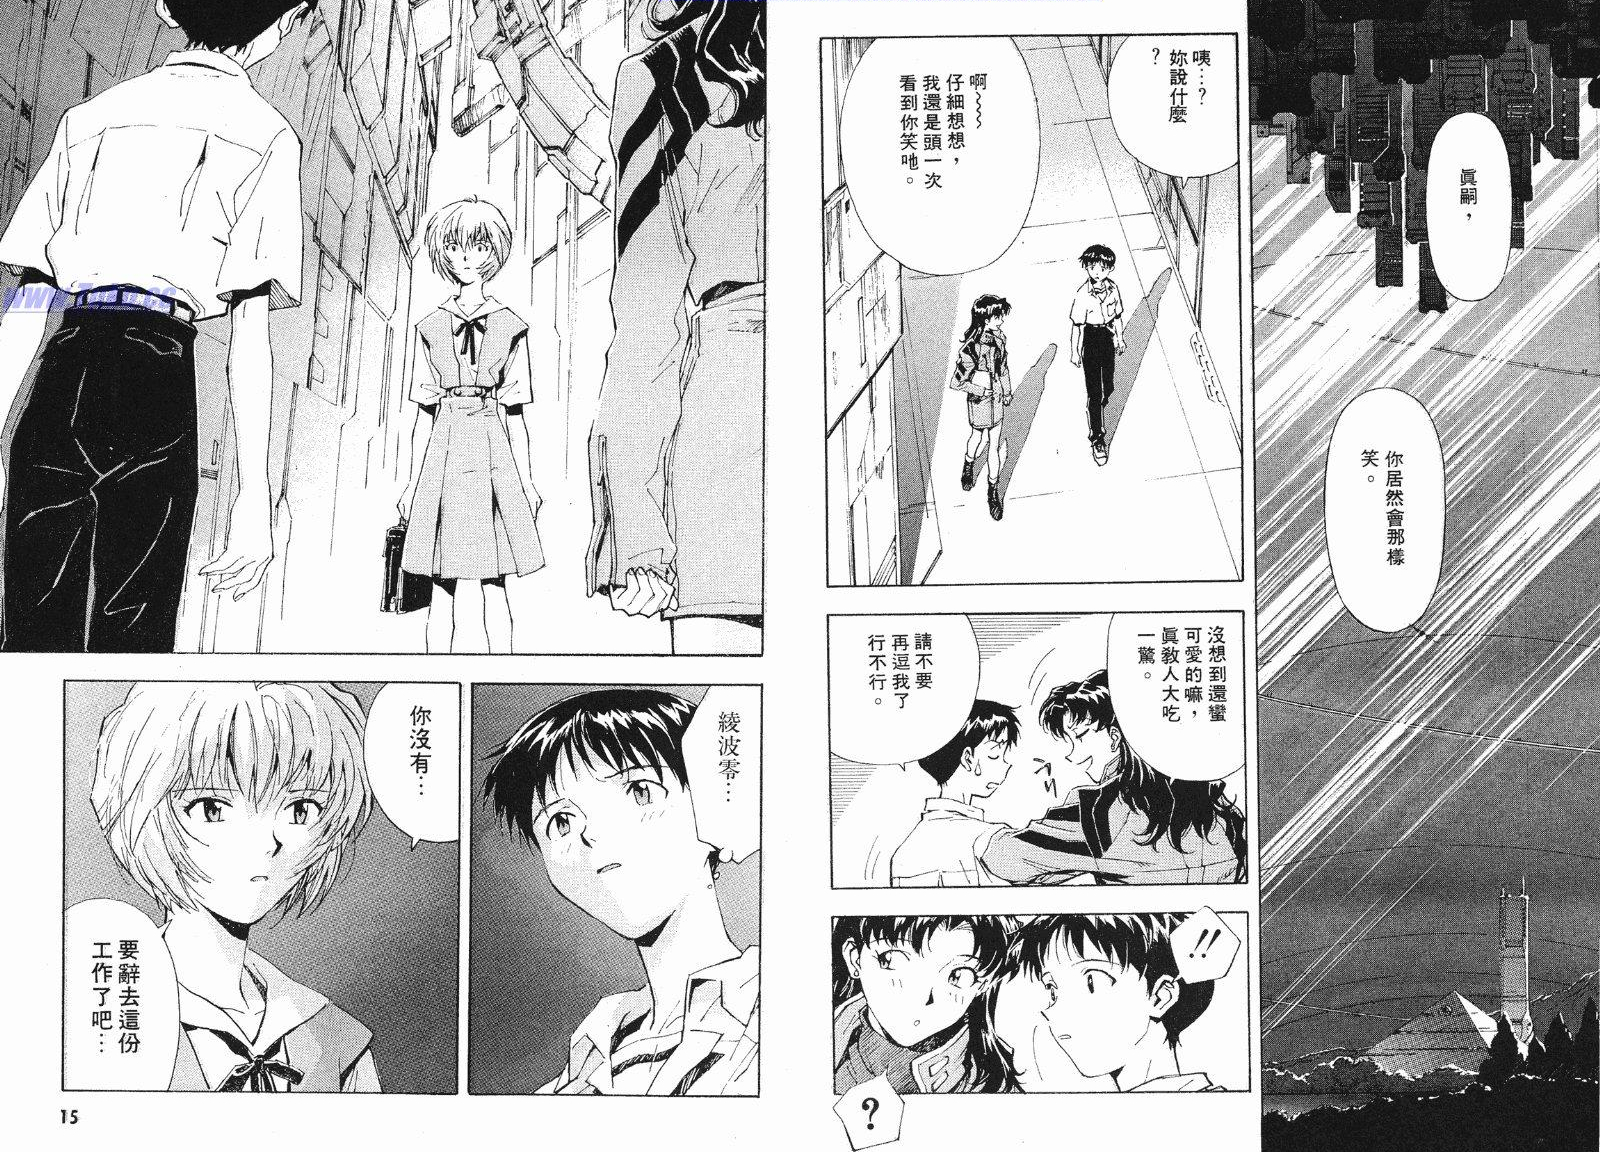 真嗣，
你居然會那樣
笑。
咦…？
妳說什麼
？
啊～～～
仔細想想，
我還是頭一次
看到你笑吔。
沒想到還蠻
可愛的嘛，
真教人大吃
一驚。
請不要
再逗我了
行不行。
!!
?
綾波零…
你沒有…
要辭去這份
工作了吧…
15